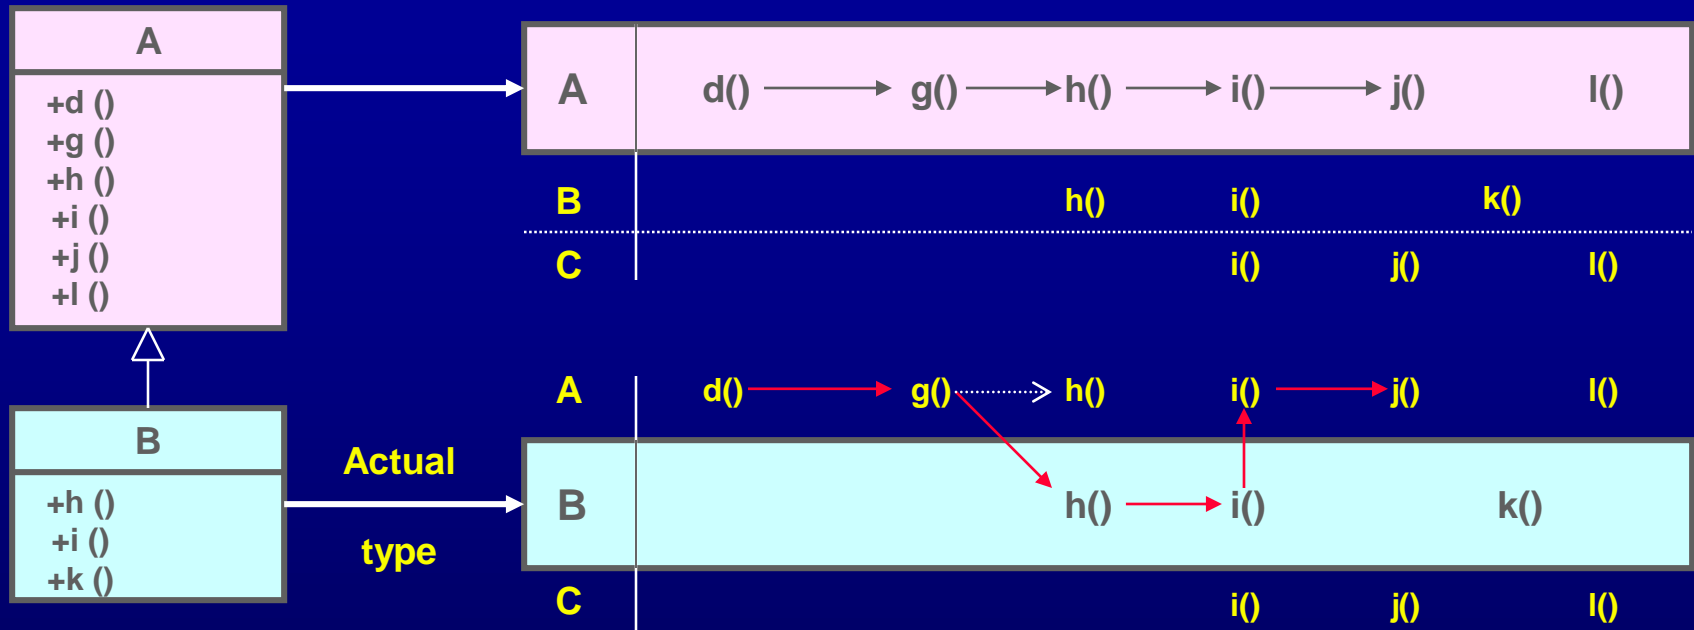 A
+d ()
+g ()
+h ()
+i ()
+j ()
+l ()
B
+h ()
+i ()
+k ()
Actual
type
A d() g() h() i() j() l()
B h() i() k()
C i() j() l()
A d() g() h() i() j() l()
B h() i() k()
C i() j() l()